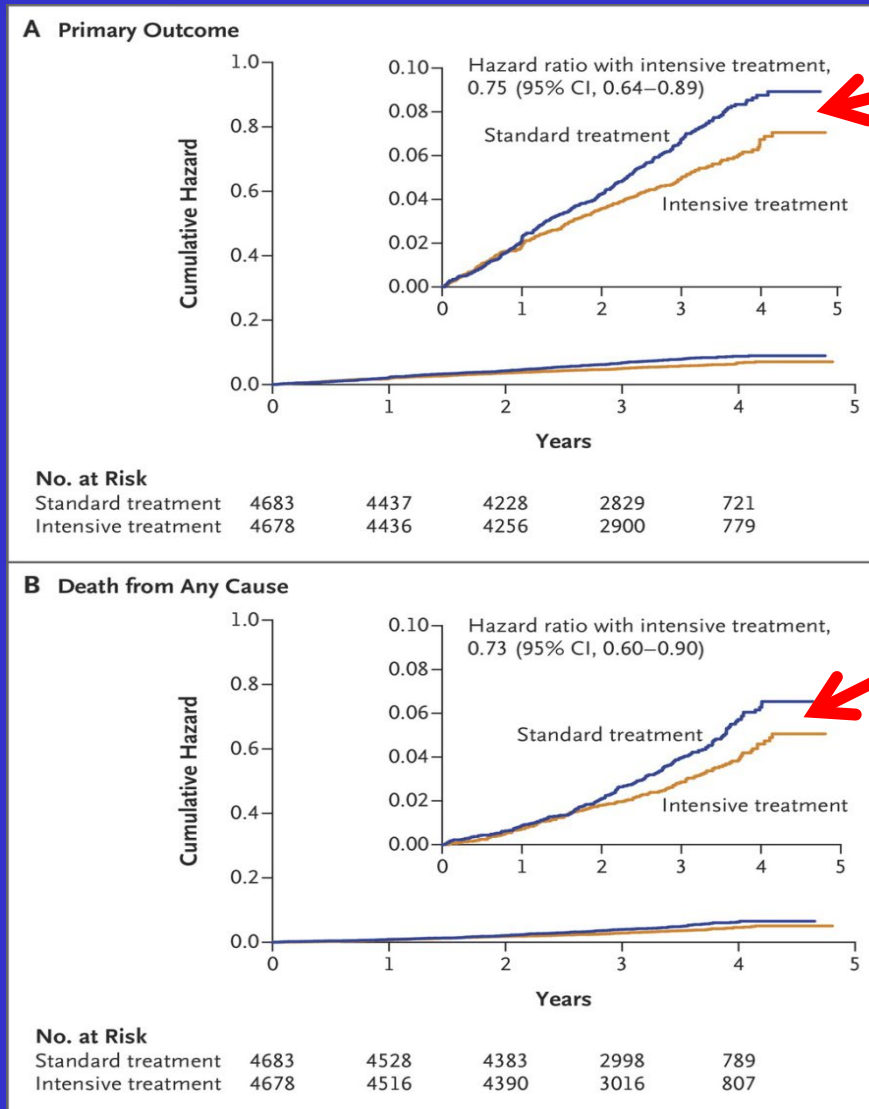 A Primary Outcome
1.0
0.8
0.6
0.4
0.2
0.0
Cumulative Hazard
0.10
0.08
0.06
0.04
0.02
0.00
Hazard ratio with intensive treatment,
0.75 (95% CI, 0.64–0.89)
Standard treatment
Intensive treatment
0 1 2 3 4 5
0 1 2 3 4 5
Years
No. at Risk
Standard treatment 4683 4437 4228 2829 721
Intensive treatment 4678 4436 4256 2900 779
B Death from Any Cause
1.0
0.8
0.6
0.4
0.2
0.0
Cumulative Hazard
0.10
0.08
0.06
0.04
0.02
0.00
Hazard ratio with intensive treatment,
0.73 (95% CI, 0.60–0.90)
Standard treatment
Intensive treatment
0 1 2 3 4 5
0 1 2 3 4 5
Years
No. at Risk
Standard treatment 4683 4528 4383 2998 789
Intensive treatment 4678 4516 4390 3016 807